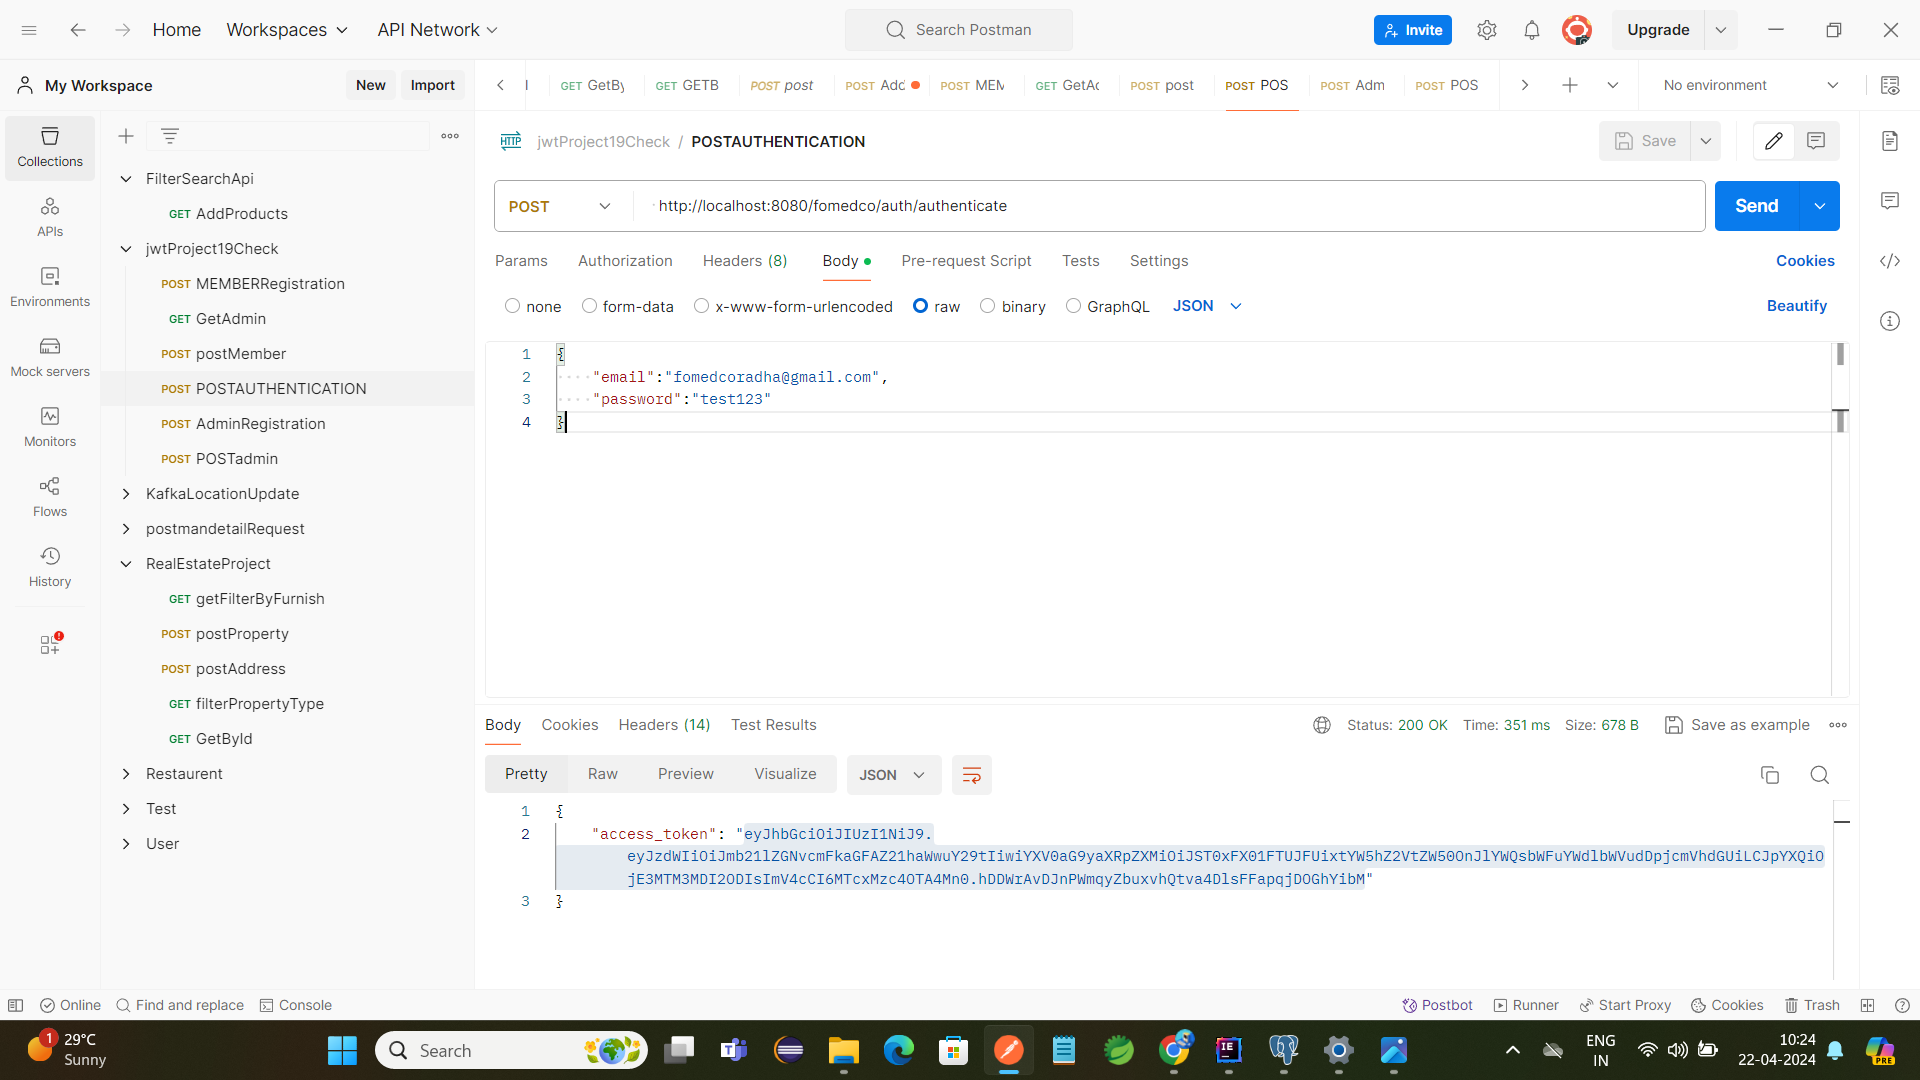 Home
Workspaces
API Network
Search Postman
Invite
Upgrade
My Workspace
New
Import
GET GetBy
GET GETB
POST post
POST Add
POST MEM
GET GetAc
POST post
POST POS
POST Adm
POST POS
No environment
Collections
APIs
Environments
Mock servers
Monitors
Flows
History
FilterSearchApi
GET AddProducts
jwtProject19Check
POST MEMBERRegistration
GET GetAdmin
POST postMember
POST POSTAUTHENTICATION
POST AdminRegistration
POST POSTadmin
KafkaLocationUpdate
postmandetailRequest
RealEstateProject
GET getFilterByFurnish
POST postProperty
POST postAddress
GET filterPropertyType
GET GetById
Restaurent
Test
User
HTTP jwtProject19Check / POSTAUTHENTICATION
Save
POST
http://localhost:8080/fomedco/auth/authenticate
Send
Params
Authorization
Headers (8)
Body
Pre-request Script
Tests
Settings
Cookies
none
form-data
x-www-form-urlencoded
raw
binary
GraphQL
JSON
Beautify
1 {
2 "email":"fomedcoradha@gmail.com",
3 "password":"test123"
4 }
Body
Cookies
Headers (14)
Test Results
Status: 200 OK
Time: 351 ms
Size: 678 B
Save as example
Pretty
Raw
Preview
Visualize
JSON
1 {
2 "access_token": "eyJhbGciOiJIUzI1NiJ9.
eyJzdWIiOiJmb21lZGNvcmFkaGFAZ21haWwuY29tIiwiYXV0aG9yaXRpZXMiOiJST0xFX01FTUJFUixtYW5hZ2VtZW50OnJlYWQsbWFuYWdlbWVudDpjcmVhdGUiLCJpYXQiO
jE3MTM3MDI2ODIsImV4cCI6MTcxMzc4OTA4Mn0.hDDWrAvDJnPWmqyZbuxvhQtva4DlsFFapqjDOGhYibM"
3 }
Online
Find and replace
Console
Postbot
Runner
Start Proxy
Cookies
Trash
1
29°C
Sunny
Search
IE
ENG
IN
10:24
22-04-2024
PRE